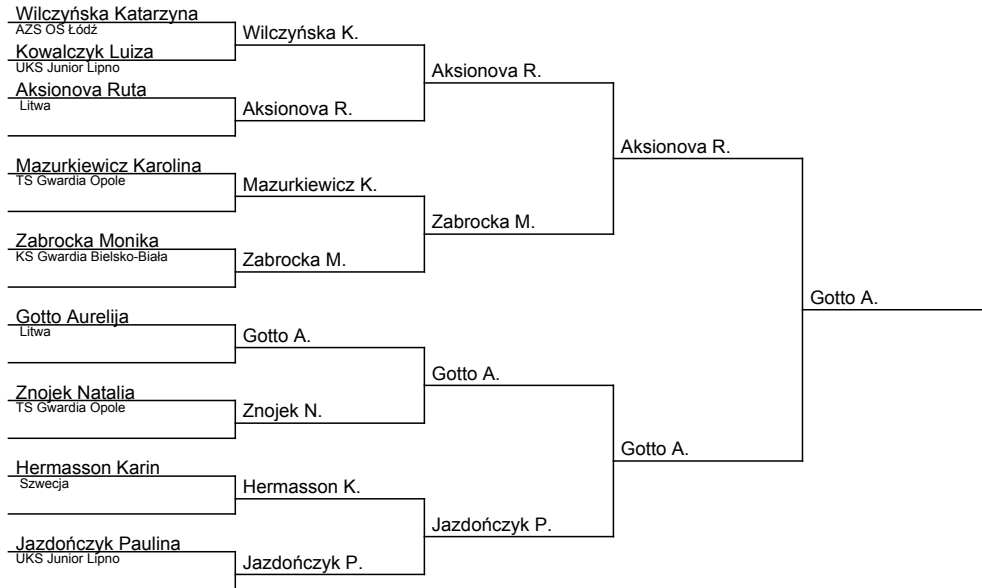 Wilczyńska Katarzyna
AZS OŚ Łódź
Kowalczyk Luiza
UKS Junior Lipno
Aksionova Ruta
Litwa
Mazurkiewicz Karolina
TS Gwardia Opole
Zabrocka Monika
KS Gwardia Bielsko-Biała
Gotto Aurelija
Litwa
Znojek Natalia
TS Gwardia Opole
Hermasson Karin
Szwecja
Jazdończyk Paulina
UKS Junior Lipno
Wilczyńska K.
Aksionova R.
Mazurkiewicz K.
Zabrocka M.
Gotto A.
Znojek N.
Hermasson K.
Jazdończyk P.
Aksionova R.
Zabrocka M.
Gotto A.
Jazdończyk P.
Aksionova R.
Gotto A.
Gotto A.